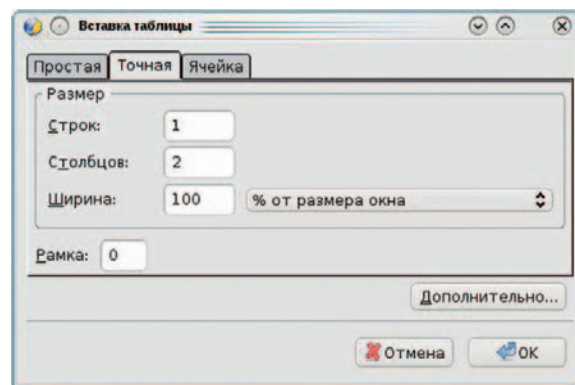 Вставка таблицы
Простая Точная Ячейка
Размер
Строк: 1
Столбцов: 2
Ширина: 100 % от размера окна
Рамка: 0
Дополнительно...
Отмена OK